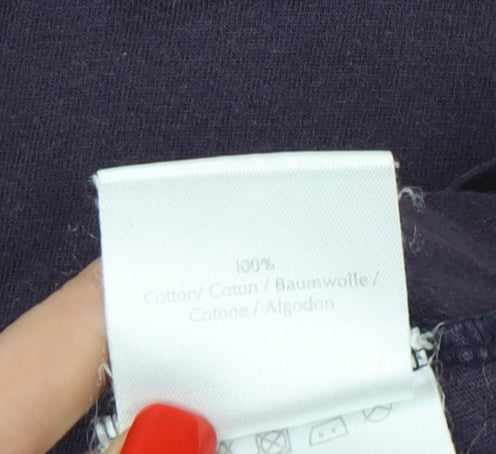 100%
Cotton/ Coton / Baumwolle /
Cotone / Algodon